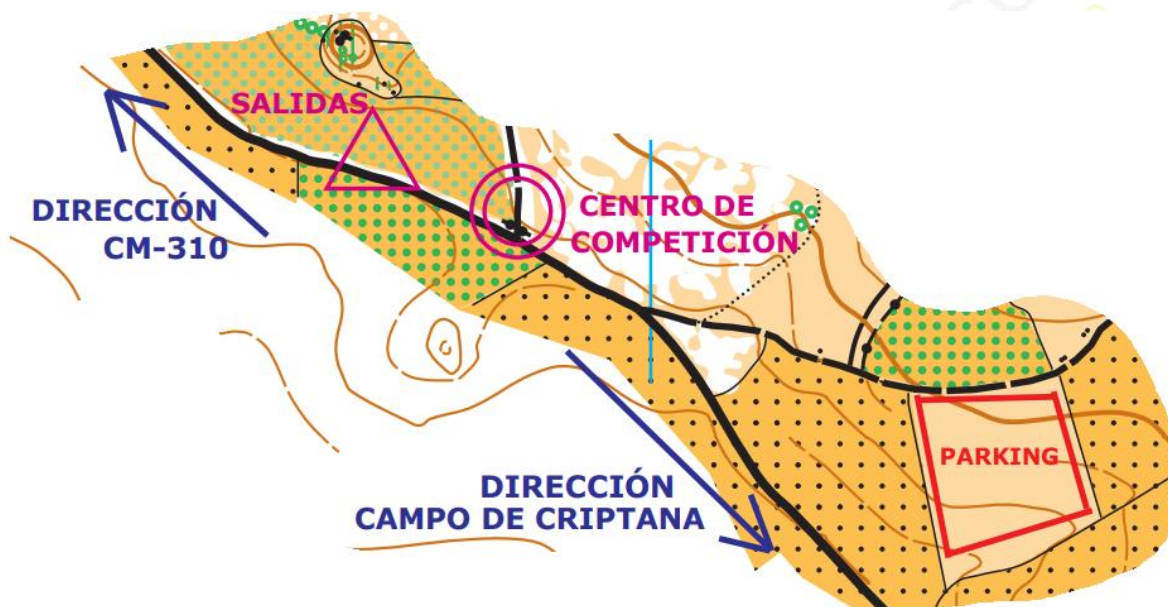 SALIDAS
DIRECCIÓN
CM-310
CENTRO DE
COMPETICIÓN
PARKING
DIRECCIÓN
CAMPO DE CRIPTANA